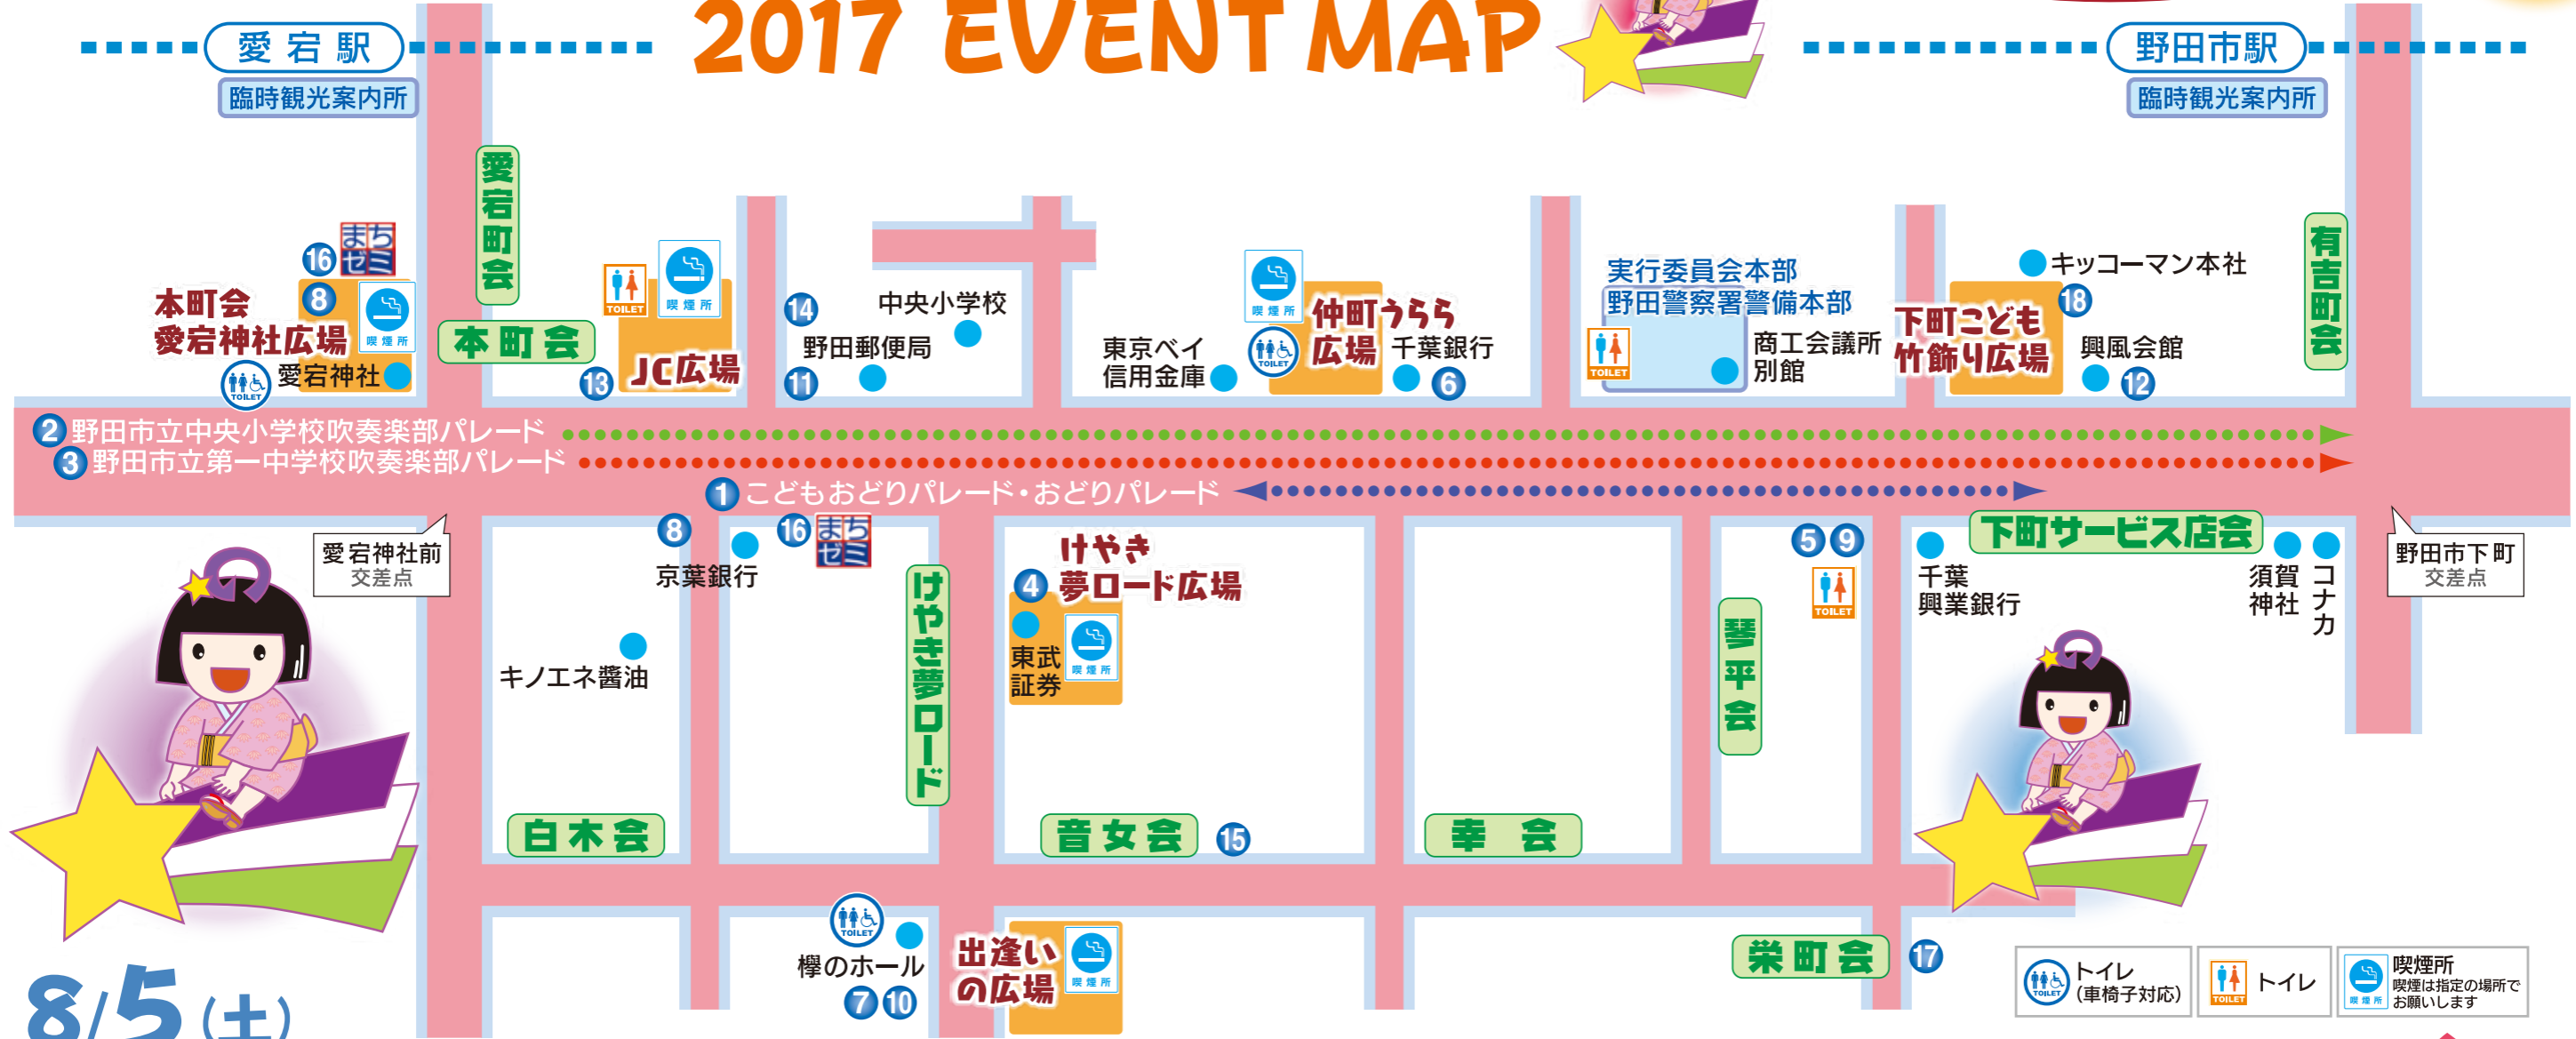 2017 EVENT MAP
愛宕駅
臨時観光案内所
野田市駅
臨時観光案内所
愛宕町会
有吉町会
16
まち
ゼミ
8
喫煙所
本町会
愛宕神社広場
愛宕神社
TOILET
本町会
TOILET
喫煙所
JC広場
13
14
11
中央小学校
野田郵便局
東京ベイ
信用金庫
喫煙所
TOILET
仲町うらら
広場
千葉銀行
6
実行委員会本部
野田警察署警備本部
TOILET
商工会議所
別館
下町こども
竹飾り広場
キッコーマン本社
18
興風会館
12
2 野田市立中央小学校吹奏楽部パレード
3 野田市立第一中学校吹奏楽部パレード
1 こどもおどりパレード・おどりパレード
愛宕神社前
交差点
8
京葉銀行
16
まち
ゼミ
キノエネ醬油
けやき夢ロード
けやき
夢ロード広場
4
東武
証券
喫煙所
琴平会
5 9
TOILET
千葉
興業銀行
下町サービス店会
須賀
神社
コナカ
野田市下町
交差点
白木会
音女会
15
幸会
TOILET
欅のホール
7 10
出逢い
の広場
喫煙所
栄町会
17
8/5(土)
TOILET
トイレ
(車椅子対応)
TOILET
トイレ
喫煙所
喫煙所
喫煙は指定の場所で
お願いします